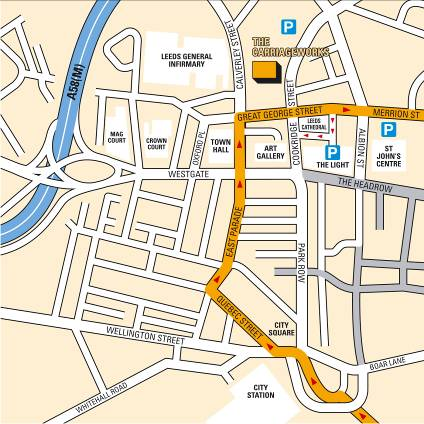 P
THE
CARRIAGEWORKS
LEEDS GENERAL
INFIRMARY
CALVERLEY STREET
A58(M)
GREAT GEORGE STREET
MERRION ST
COOKRIDGE STREET
LEEDS
CATHEDRAL
ALBION ST
P
ST
JOHN'S
CENTRE
MAG
COURT
CROWN
COURT
OXFORD PL
TOWN
HALL
ART
GALLERY
P
THE LIGHT
WESTGATE
THE HEADROW
EAST PARADE
PARK ROW
QUEBEC STREET
CITY
SQUARE
WELLINGTON STREET
BOAR LANE
WHITEHALL ROAD
CITY
STATION